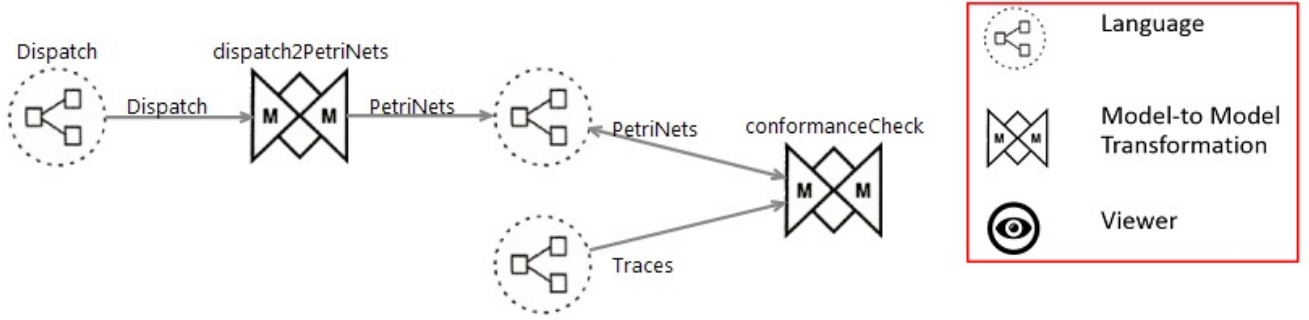 Dispatch
dispatch2PetriNets
Dispatch
M M
PetriNets
PetriNets
conformanceCheck
M M
Traces
Language
M M
Model-to Model
Transformation
Viewer